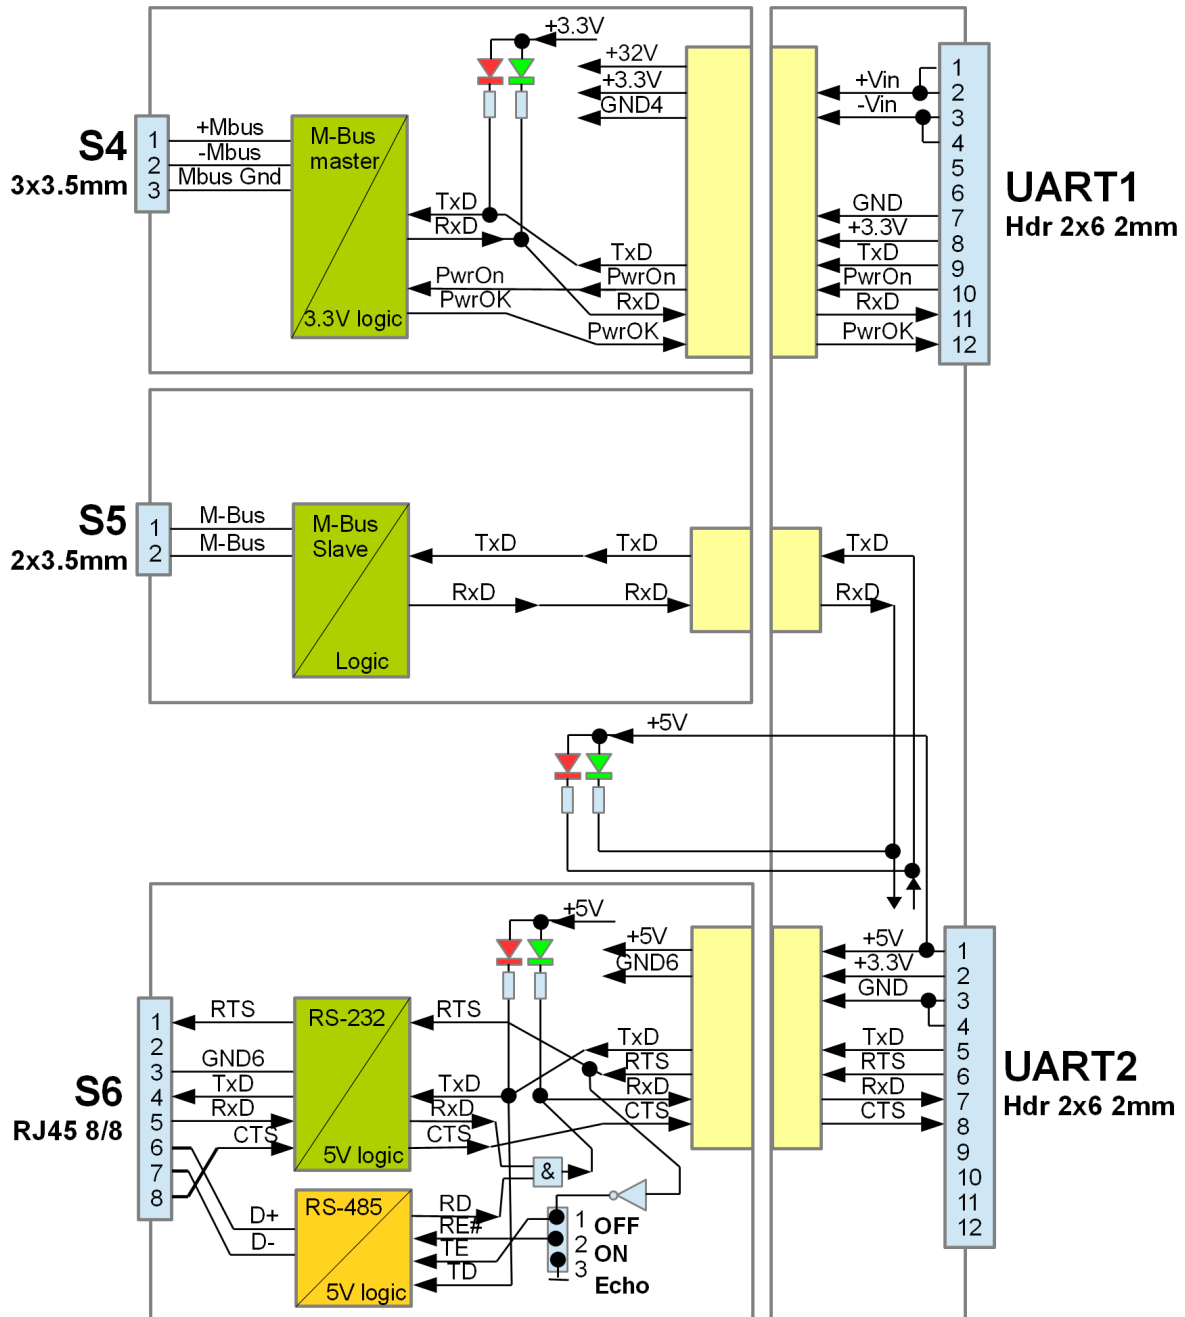 +3.3V
+32V
+3.3V
GND4
S4
3x3.5mm
1
2
3
+Mbus
-Mbus
Mbus Gnd
M-Bus
master
3.3V logic
TxD
RxD
PwrOn
PwrOK
TxD
PwrOn
RxD
PwrOK
+Vin
-Vin
GND
+3.3V
TxD
PwrOn
RxD
PwrOK
1
2
3
4
5
6
7
8
9
10
11
12
UART1
Hdr 2x6 2mm
S5
2x3.5mm
1
2
M-Bus
M-Bus
M-Bus
Slave
Logic
TxD
TxD
RxD
RxD
TxD
RxD
+5V
+5V
+5V
GND6
S6
RJ45 8/8
1
2
3
4
5
6
7
8
RTS
GND6
TxD
RxD
CTS
D+
D-
RS-232
5V logic
RTS
TxD
RxD
CTS
TxD
RTS
RxD
CTS
&
RS-485
5V logic
RD
RE#
TE
TD
1
2
3
OFF
ON
Echo
+5V
+3.3V
GND
TxD
RTS
RxD
CTS
1
2
3
4
5
6
7
8
9
10
11
12
UART2
Hdr 2x6 2mm